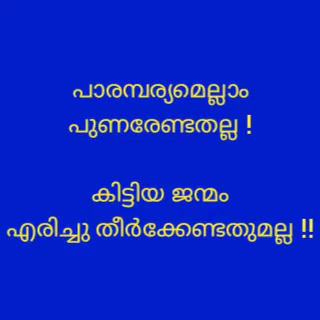 പാരമ്പര്യമെല്ലാം
പുണരേണ്ടതല്ല !
കിട്ടിയ ജന്മം
എരിച്ചു തീർക്കേണ്ടതുമല്ല !!